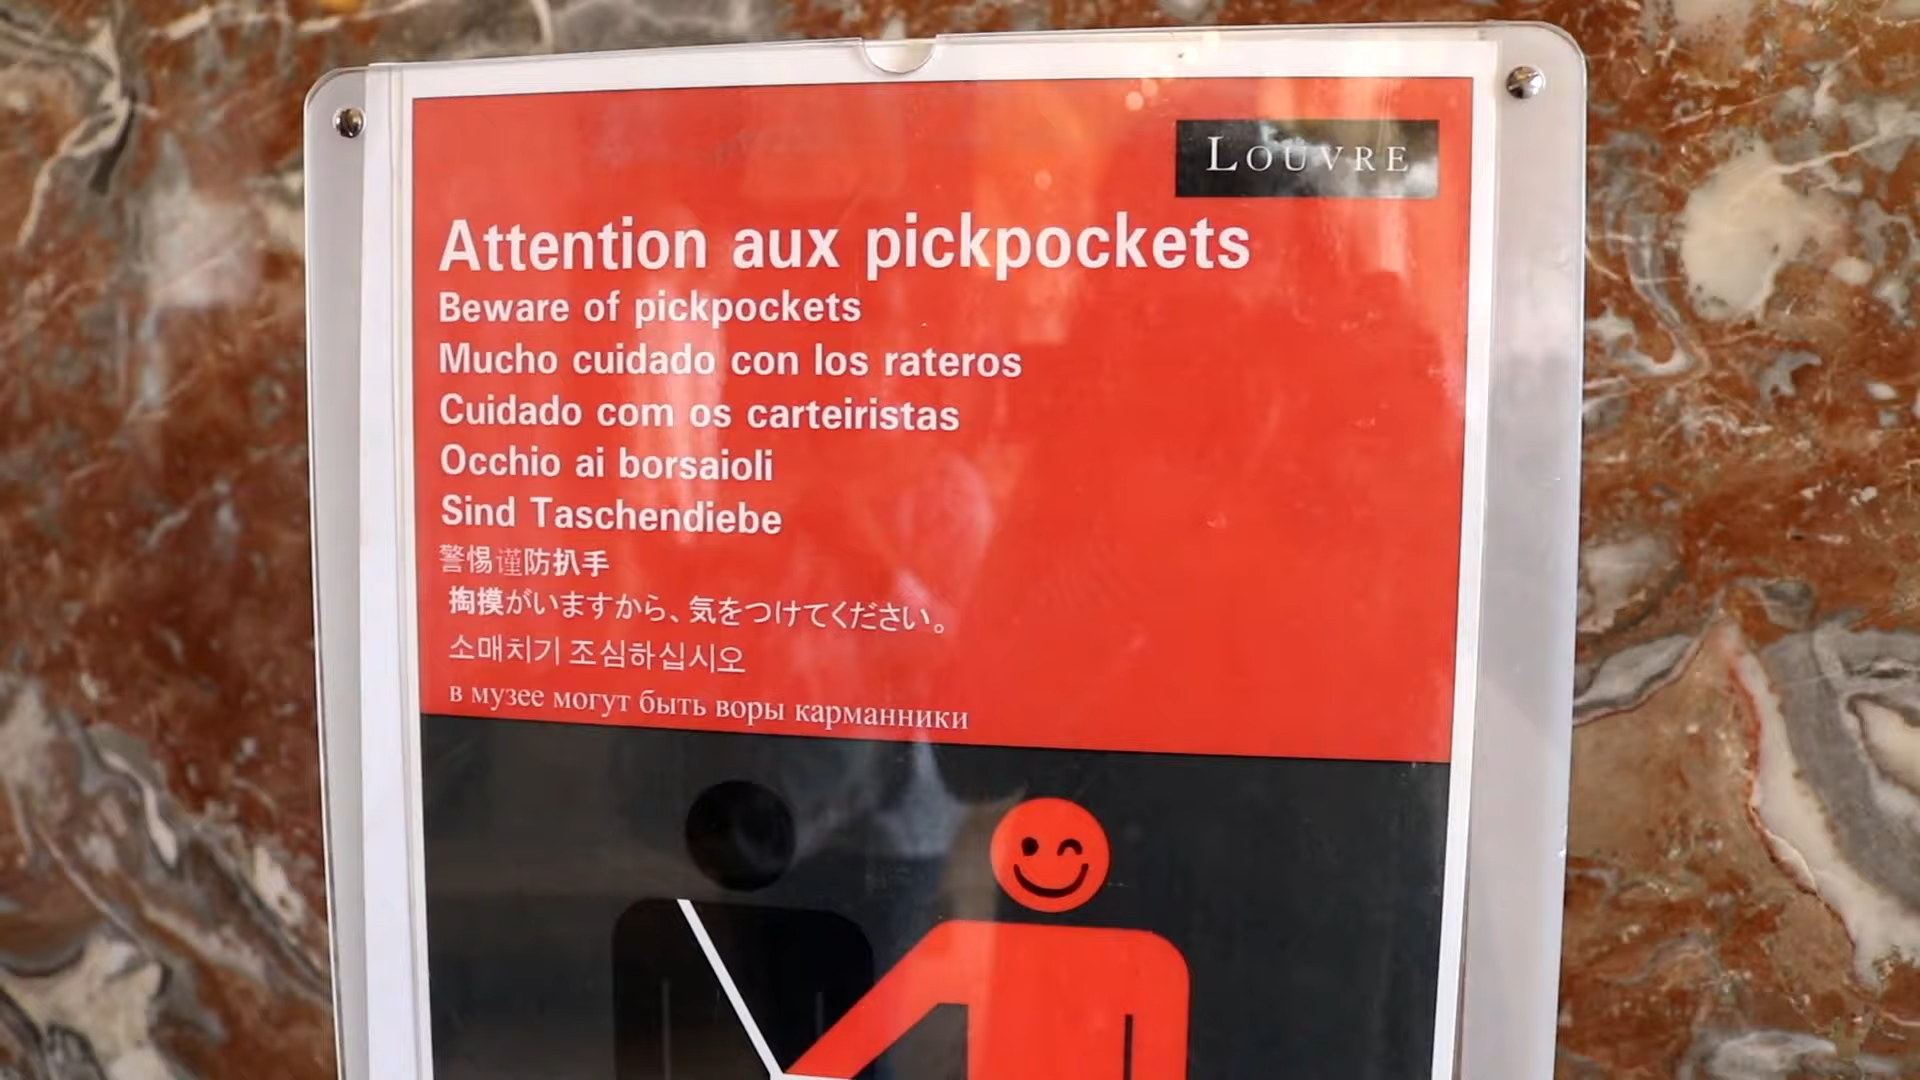 LOUVRE
Attention aux pickpockets
Beware of pickpockets
Mucho cuidado con los rateros
Cuidado com os carteiristas
Occhio ai borsaioli
Sind Taschendiebe
警惕谨防扒手
掏摸がいますから、気をつけてください。
소매치기 조심하십시오
в музее могут быть воры карманники